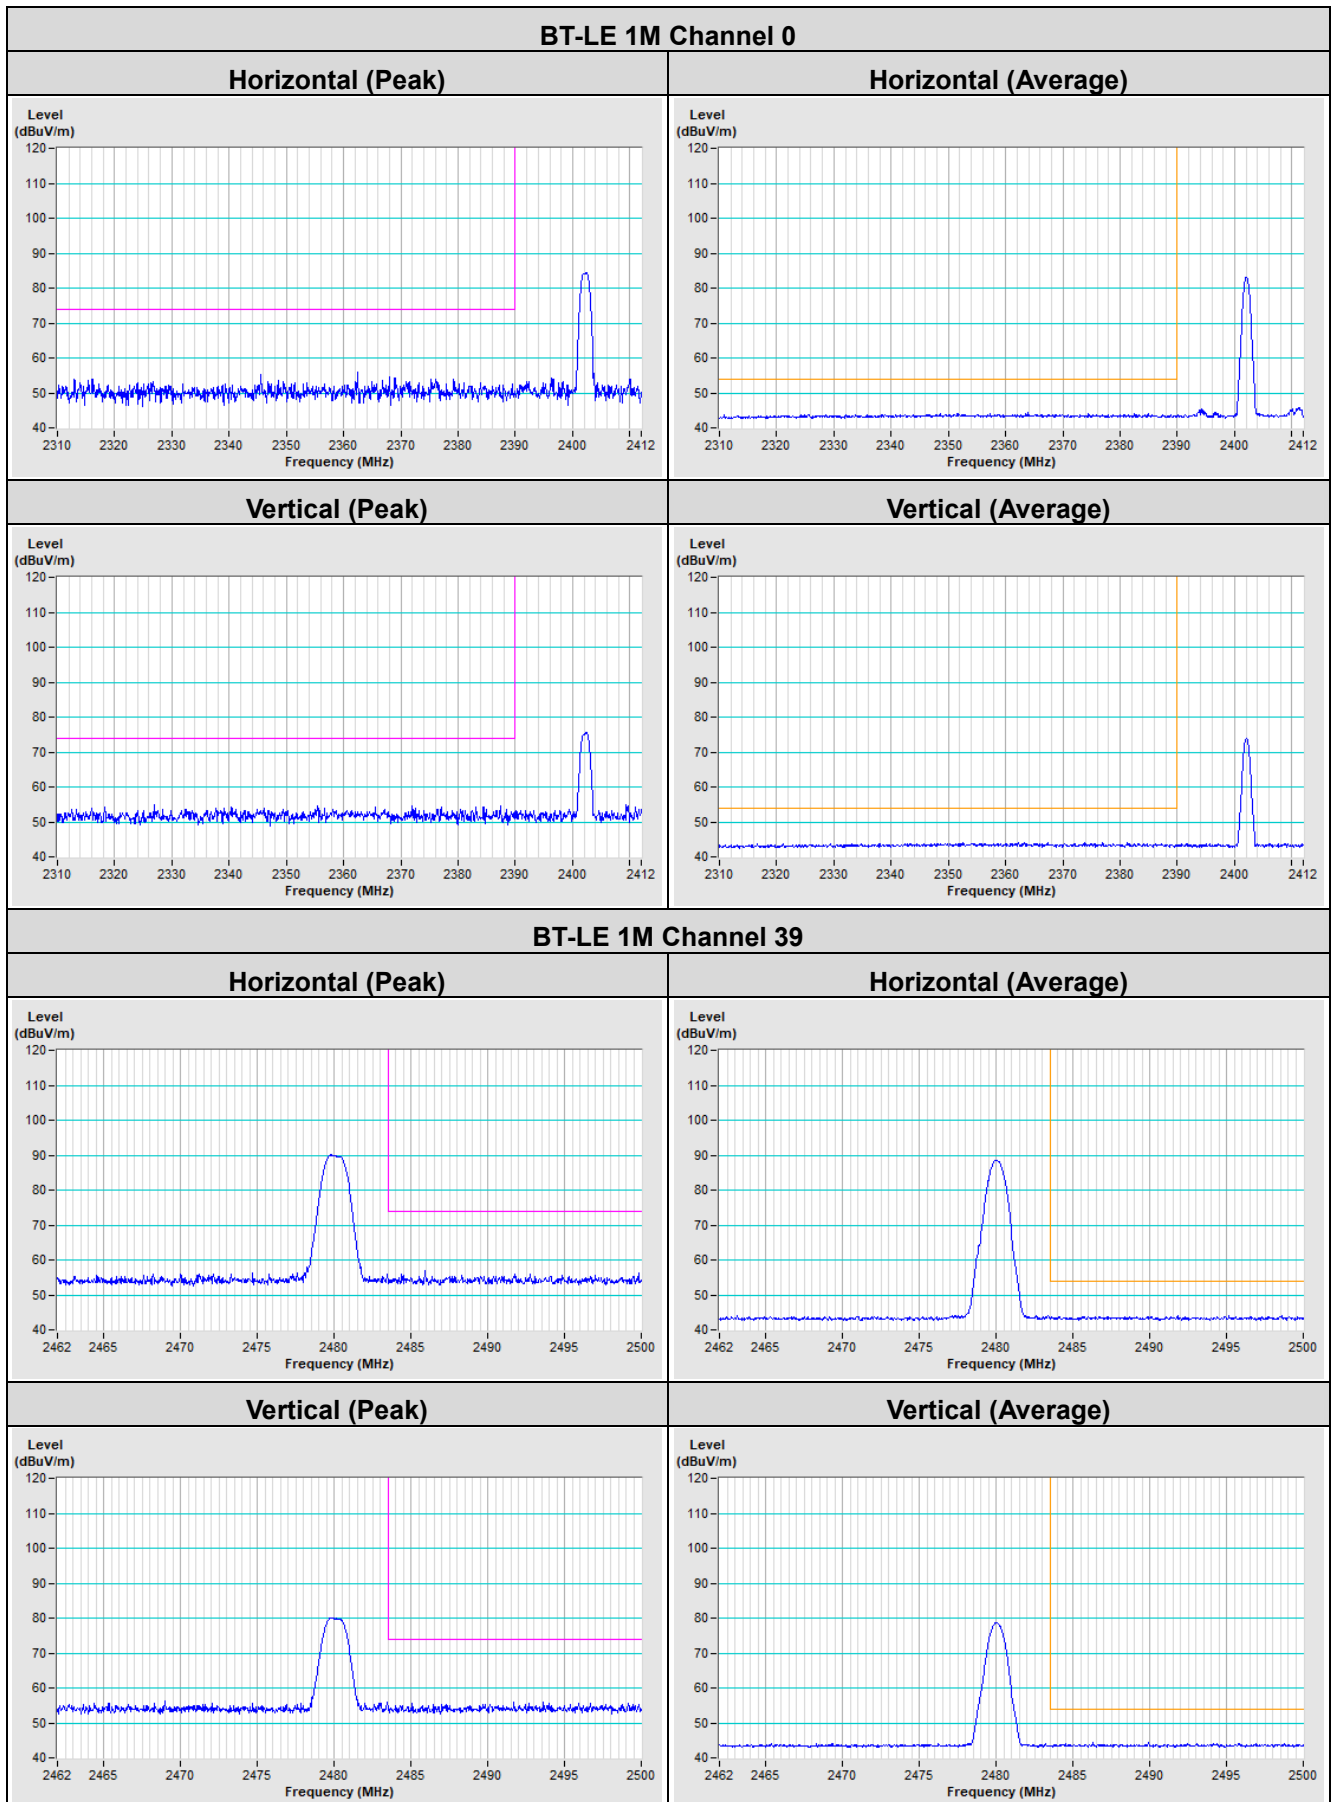 BT-LE 1M Channel 0
Horizontal (Peak)
Horizontal (Average)
Level
(dBuV/m)
120
110
100
90
80
70
60
50
40
2310 2320 2330 2340 2350 2360 2370 2380 2390 2400 2412
Frequency (MHz)
Level
(dBuV/m)
120
110
100
90
80
70
60
50
40
2310 2320 2330 2340 2350 2360 2370 2380 2390 2400 2412
Frequency (MHz)
Vertical (Peak)
Vertical (Average)
Level
(dBuV/m)
120
110
100
90
80
70
60
50
40
2310 2320 2330 2340 2350 2360 2370 2380 2390 2400 2412
Frequency (MHz)
Level
(dBuV/m)
120
110
100
90
80
70
60
50
40
2310 2320 2330 2340 2350 2360 2370 2380 2390 2400 2412
Frequency (MHz)
BT-LE 1M Channel 39
Horizontal (Peak)
Horizontal (Average)
Level
(dBuV/m)
120
110
100
90
80
70
60
50
40
2462 2465 2470 2475 2480 2485 2490 2495 2500
Frequency (MHz)
Level
(dBuV/m)
120
110
100
90
80
70
60
50
40
2462 2465 2470 2475 2480 2485 2490 2495 2500
Frequency (MHz)
Vertical (Peak)
Vertical (Average)
Level
(dBuV/m)
120
110
100
90
80
70
60
50
40
2462 2465 2470 2475 2480 2485 2490 2495 2500
Frequency (MHz)
Level
(dBuV/m)
120
110
100
90
80
70
60
50
40
2462 2465 2470 2475 2480 2485 2490 2495 2500
Frequency (MHz)